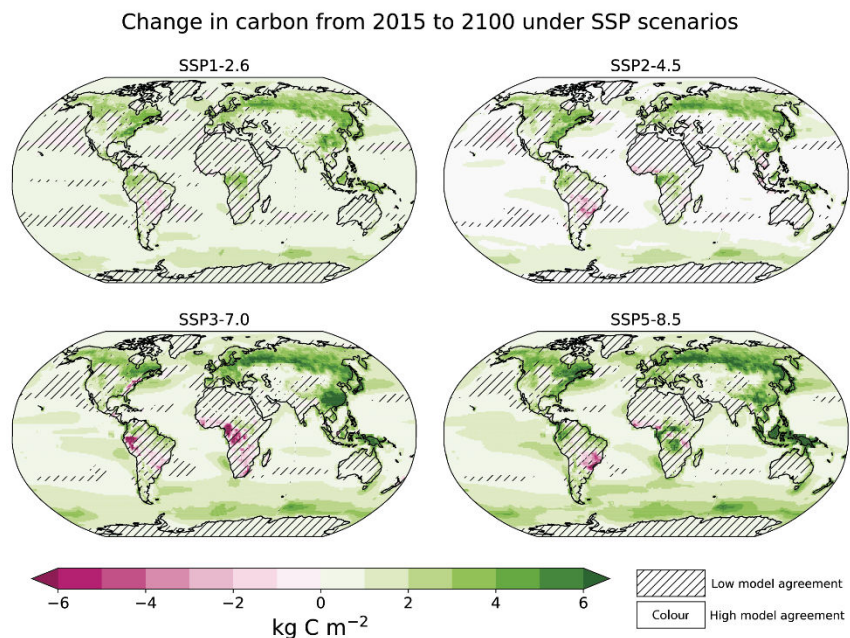 Change in carbon from 2015 to 2100 under SSP scenarios
SSP1-2.6
SSP2-4.5
SSP3-7.0
SSP5-8.5
−6 −4 −2 0 2 4 6
kg C m⁻²
Low model agreement
Colour High model agreement